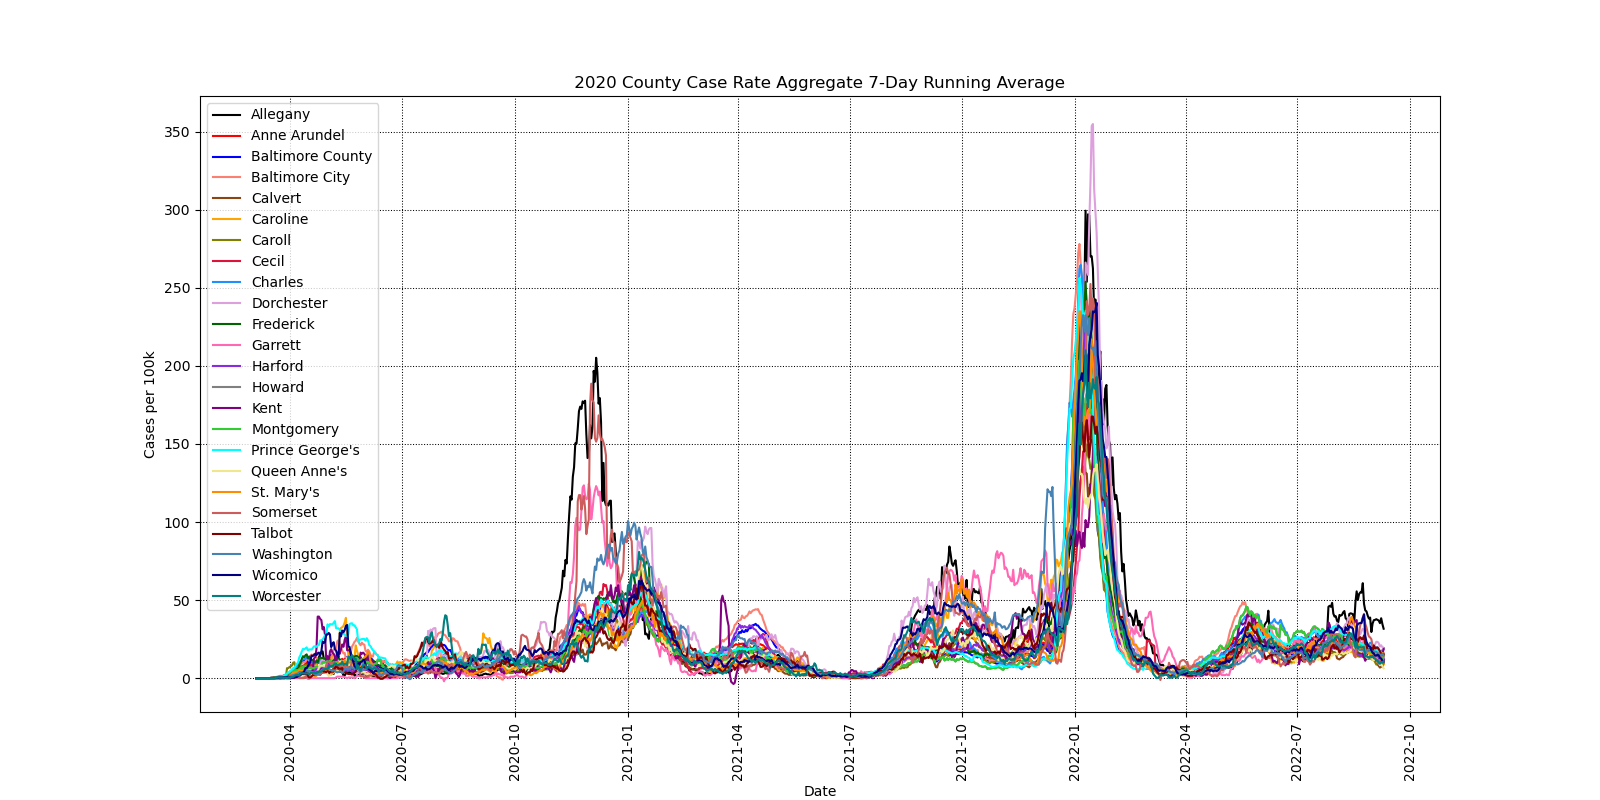 2020 County Case Rate Aggregate 7-Day Running Average
Allegany
Anne Arundel
Baltimore County
Baltimore City
Calvert
Caroline
Caroll
Cecil
Charles
Dorchester
Frederick
Garrett
Harford
Howard
Kent
Montgomery
Prince George's
Queen Anne's
St. Mary's
Somerset
Talbot
Washington
Wicomico
Worcester
Cases per 100k
350
300
250
200
150
100
50
0
2020-04
2020-07
2020-10
2021-01
2021-04
2021-07
2021-10
2022-01
2022-04
2022-07
2022-10
Date